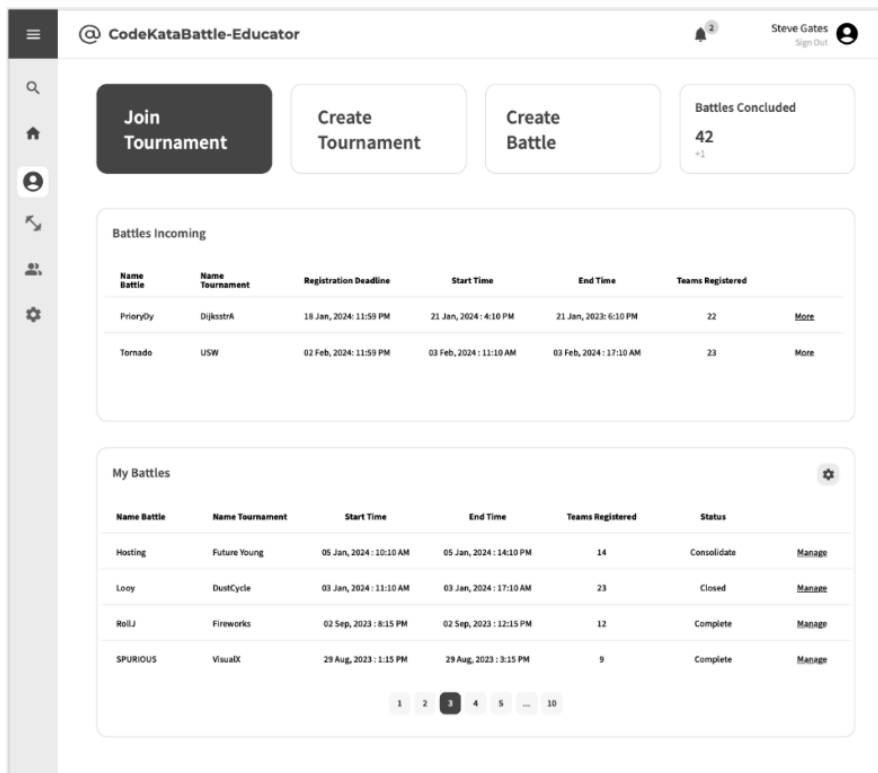 @ CodeKataBattle-Educator
2
Steve Gates
Sign Out
Join
Tournament
Create
Tournament
Create
Battle
Battles Concluded
42
+1
Battles Incoming
Name Battle Name Tournament Registration Deadline Start Time End Time Teams Registered
PrioryDy DijksstrA 18 Jan, 2024: 11:59 PM 21 Jan, 2024 : 4:10 PM 21 Jan, 2023: 6:10 PM 22 More
Tornado USW 02 Feb, 2024: 11:59 PM 03 Feb, 2024 : 11:10 AM 03 Feb, 2024 : 17:10 AM 23 More
My Battles
Name Battle Name Tournament Start Time End Time Teams Registered Status
Hosting Future Young 05 Jan, 2024 : 10:10 AM 05 Jan, 2024 : 14:10 PM 14 Consolidate Manage
Looy DustCycle 03 Jan, 2024 : 11:10 AM 03 Jan, 2024 : 17:10 AM 23 Closed Manage
RollJ Fireworks 02 Sep, 2023 : 8:15 PM 02 Sep, 2023 : 12:15 PM 12 Complete Manage
SPURIOUS VisualX 29 Aug, 2023 : 1:15 PM 29 Aug, 2023 : 3:15 PM 9 Complete Manage
1 2 3 4 5 ... 10